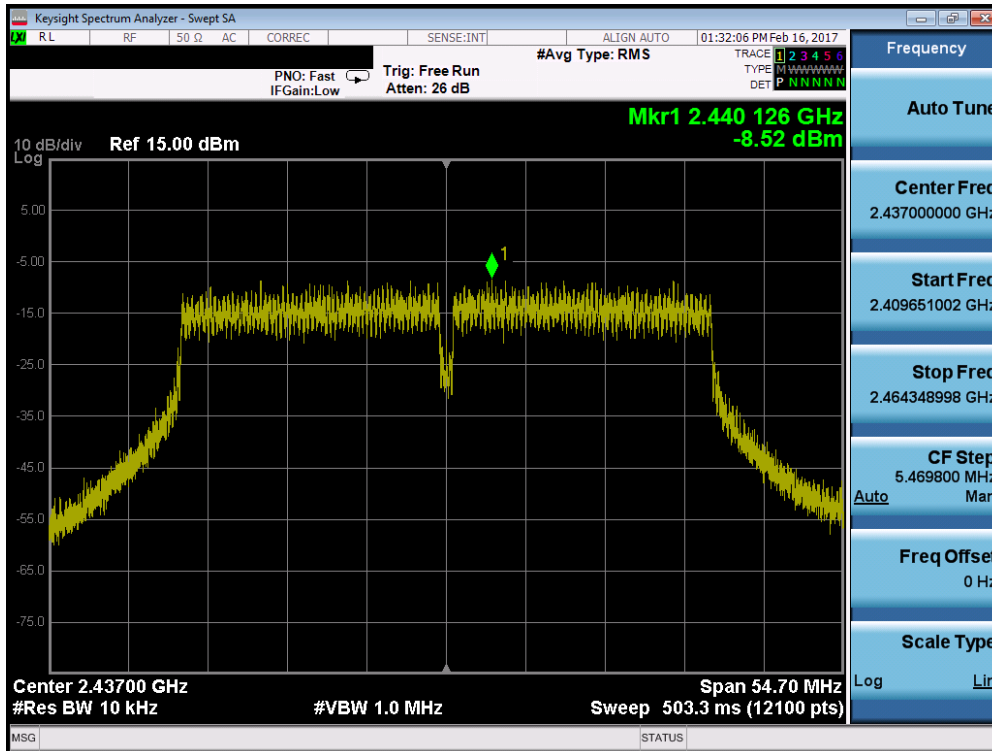 Keysight Spectrum Analyzer - Swept SA
LXI RL RF 50 Ω AC CORREC SENSE:INT ALIGN AUTO 01:32:06 PM Feb 16, 2017
#Avg Type: RMS
TRACE 1 2 3 4 5 6
TYPE M W W W W W
DET P N N N N N
PNO: Fast
IFGain:Low
Trig: Free Run
Atten: 26 dB
Mkr1 2.440 126 GHz
-8.52 dBm
10 dB/div Ref 15.00 dBm
Log
5.00
-5.00
-15.0
-25.0
-35.0
-45.0
-55.0
-65.0
-75.0
1
Center 2.43700 GHz
Span 54.70 MHz
#Res BW 10 kHz
#VBW 1.0 MHz
Sweep 503.3 ms (12100 pts)
MSG
STATUS
Frequency
Auto Tune
Center Freq
2.437000000 GHz
Start Freq
2.409651002 GHz
Stop Freq
2.464348998 GHz
CF Step
5.469800 MHz
Auto Man
Freq Offset
0 Hz
Scale Type
Log Lin